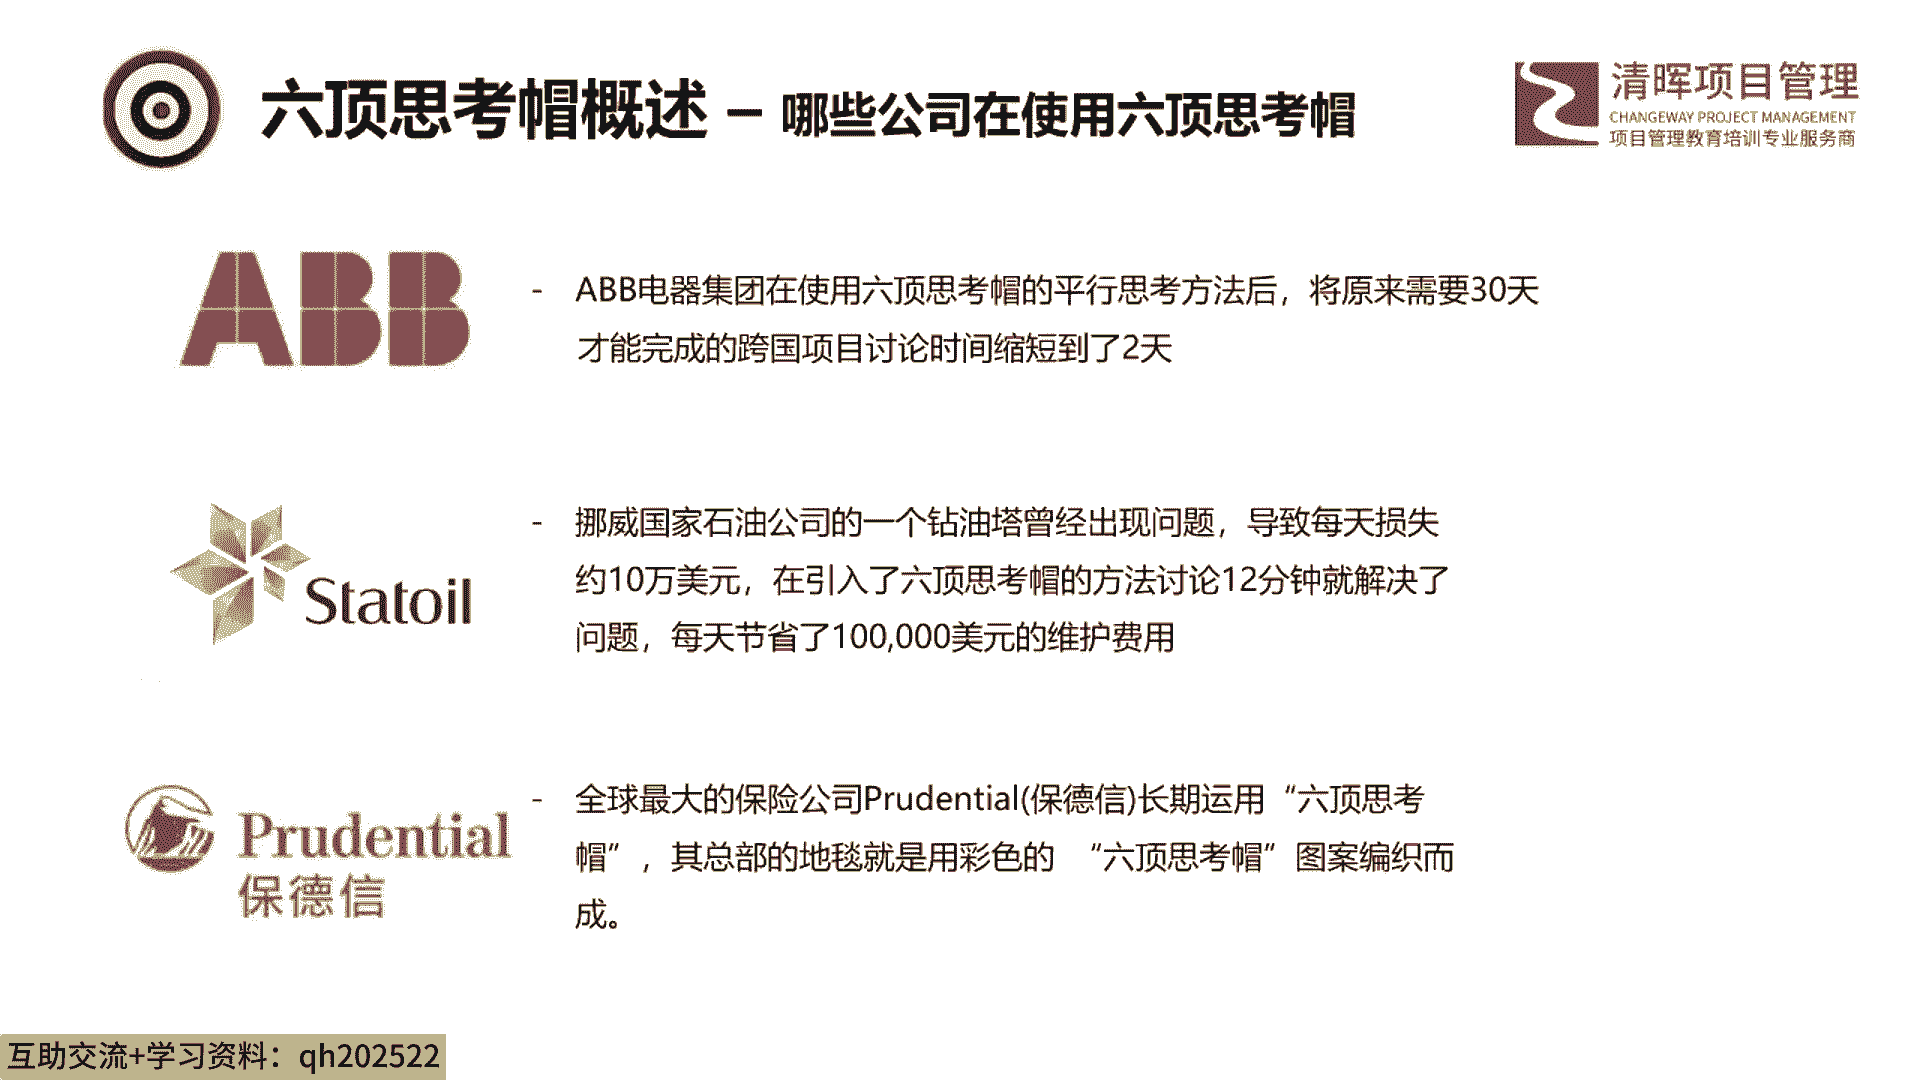 六顶思考帽概述 – 哪些公司在使用六顶思考帽
清晖项目管理
CHANGEWAY PROJECT MANAGEMENT
项目管理教育培训专业服务商
ABB
- ABB电器集团在使用六顶思考帽的平行思考方法后，将原来需要30天
才能完成的跨国项目讨论时间缩短到了2天
Statoil
- 挪威国家石油公司的一个钻油塔曾经出现问题，导致每天损失
约10万美元，在引入了六顶思考帽的方法讨论12分钟就解决了
问题，每天节省了100,000美元的维护费用
Prudential
保德信
- 全球最大的保险公司Prudential(保德信)长期运用“六顶思考
帽”，其总部的地毯就是用彩色的 “六顶思考帽”图案编织而
成。
互助交流+学习资料：qh202522